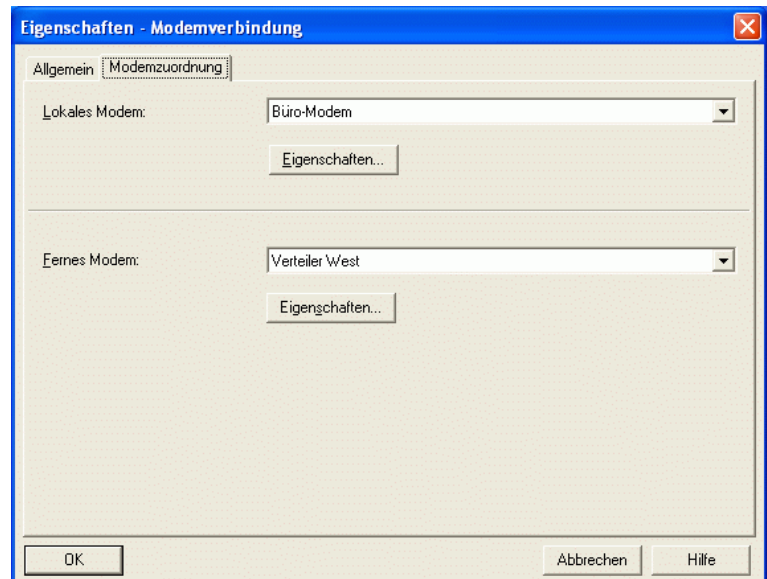 Eigenschaften - Modemverbindung
Allgemein Modemzuordnung
Lokales Modem: Büro-Modem
Eigenschaften...
Fernes Modem: Verteiler West
Eigenschaften...
OK Abbrechen Hilfe